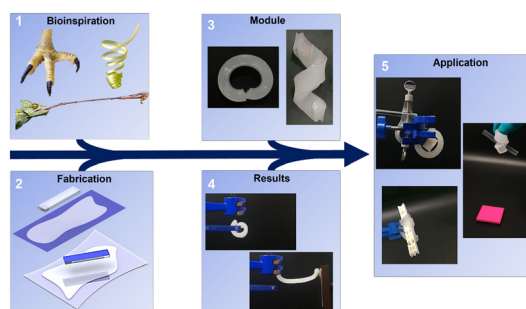 1 Bioinspiration
3 Module
2 Fabrication
4 Results
5 Application